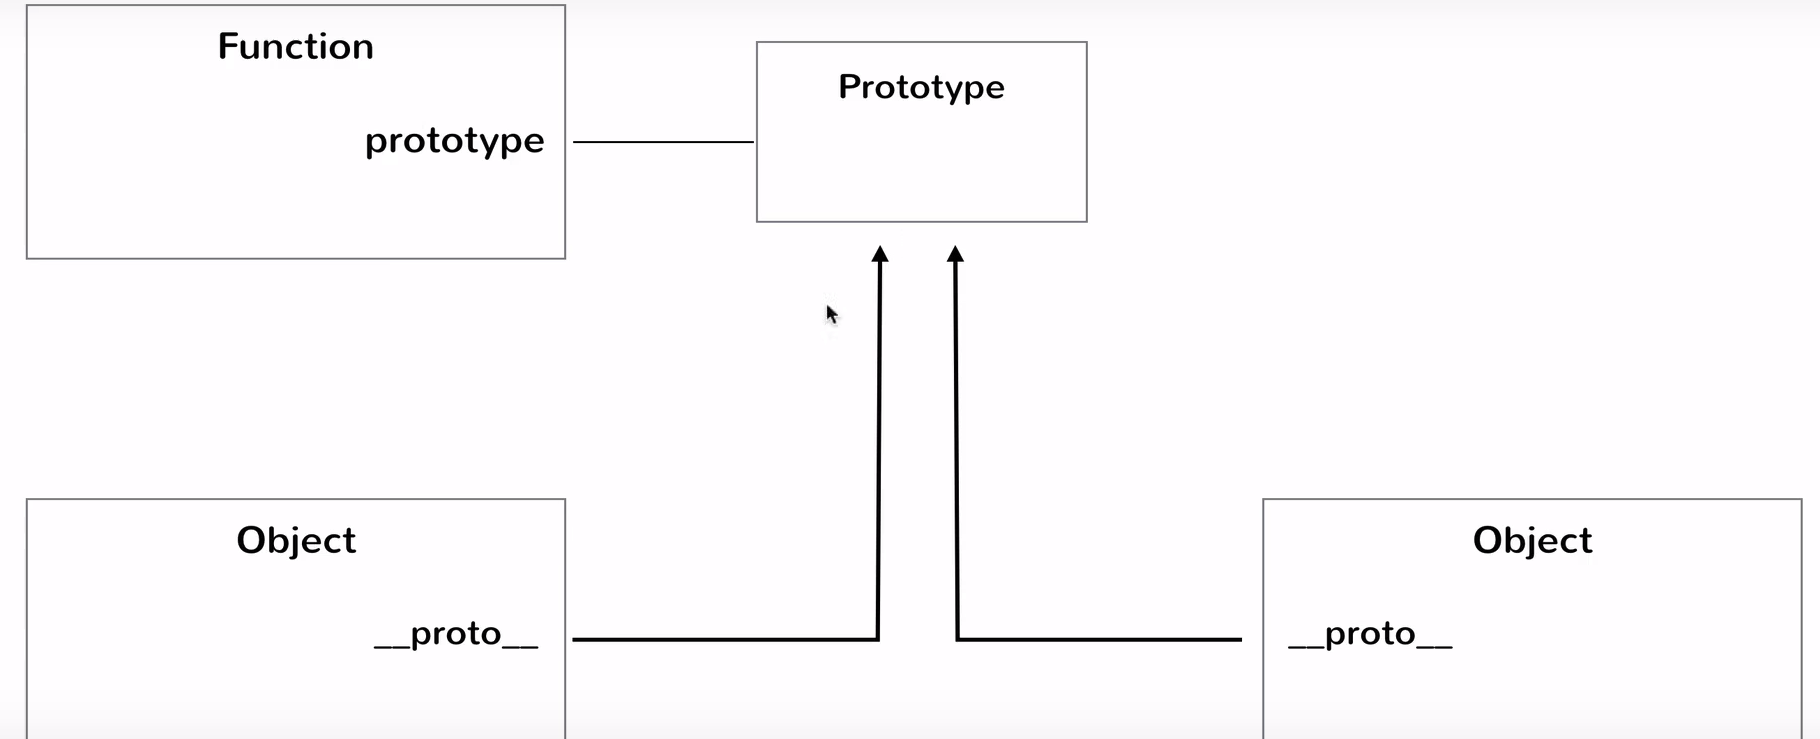 Function
prototype
Prototype
Object
__proto__
Object
__proto__